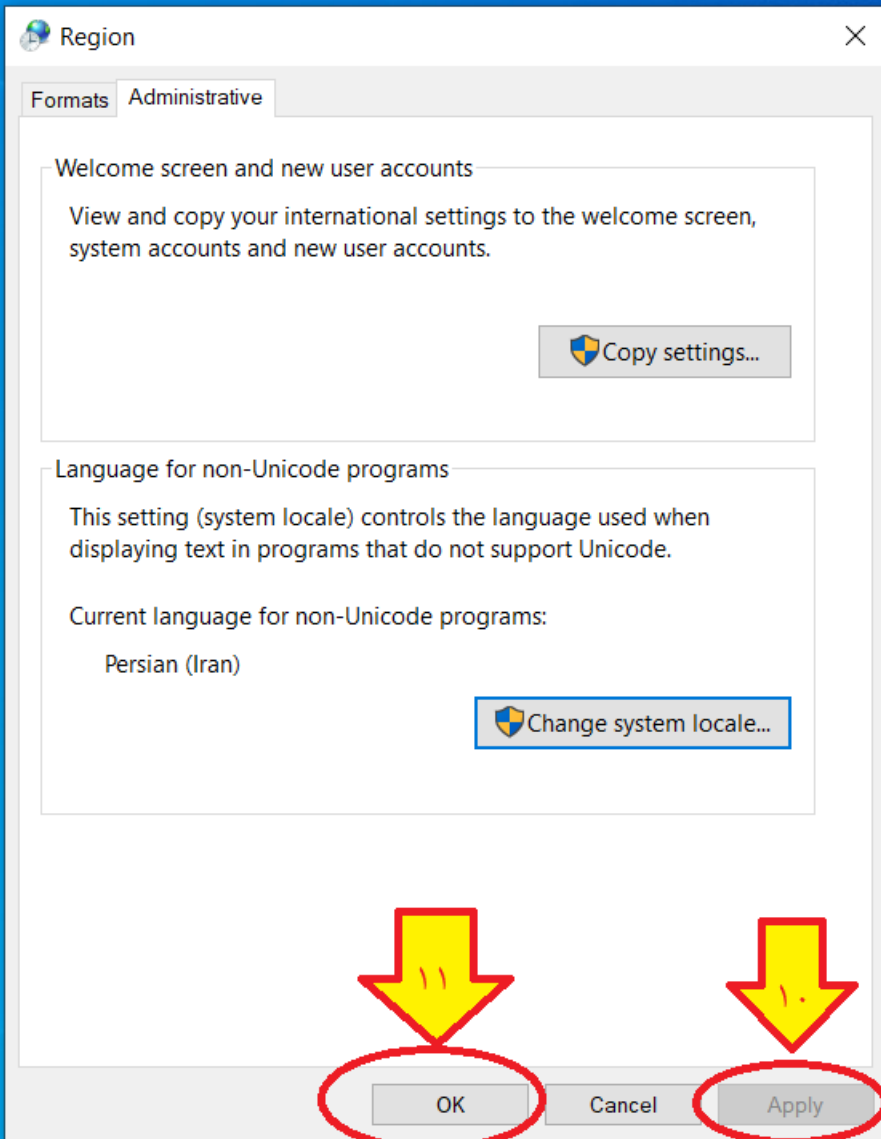 Region
Formats
Administrative
Welcome screen and new user accounts
View and copy your international settings to the welcome screen,
system accounts and new user accounts.
Copy settings...
Language for non-Unicode programs
This setting (system locale) controls the language used when
displaying text in programs that do not support Unicode.
Current language for non-Unicode programs:
Persian (Iran)
Change system locale...
۱۱
۱۰
OK
Cancel
Apply